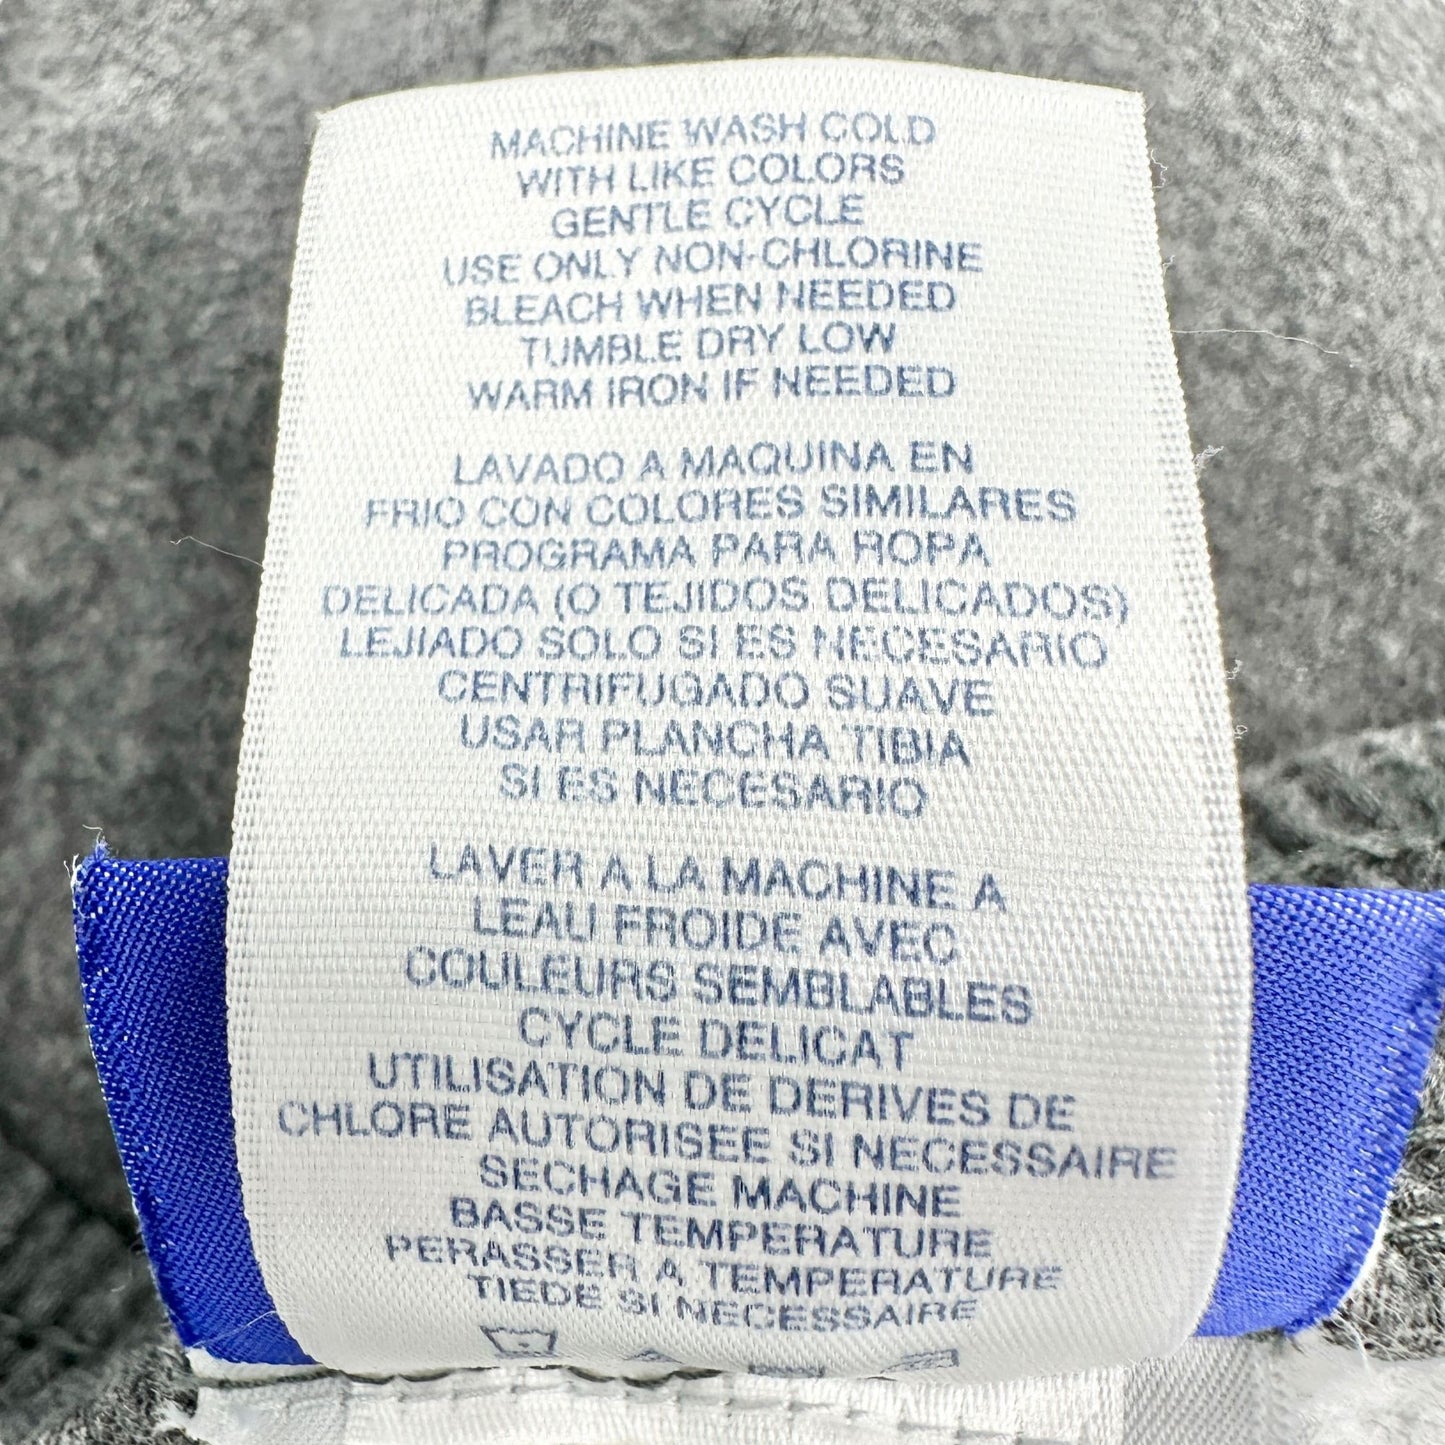 MACHINE WASH COLD
WITH LIKE COLORS
GENTLE CYCLE
USE ONLY NON-CHLORINE
BLEACH WHEN NEEDED
TUMBLE DRY LOW
WARM IRON IF NEEDED
LAVADO A MAQUINA EN
FRIO CON COLORES SIMILARES
PROGRAMA PARA ROPA
DELICADA (O TEJIDOS DELICADOS)
LEJIADO SOLO SI ES NECESARIO
CENTRIFUGADO SUAVE
USAR PLANCHA TIBIA
SI ES NECESARIO
LAVER A LA MACHINE A
LEAU FROIDE AVEC
COULEURS SEMBLABLES
CYCLE DELICAT
UTILISATION DE DERIVES DE
CHLORE AUTORISEE SI NECESSAIRE
SECHAGE MACHINE
BASSE TEMPERATURE
PERASSER A TEMPERATURE
TIEDE SI NECESSAIRE